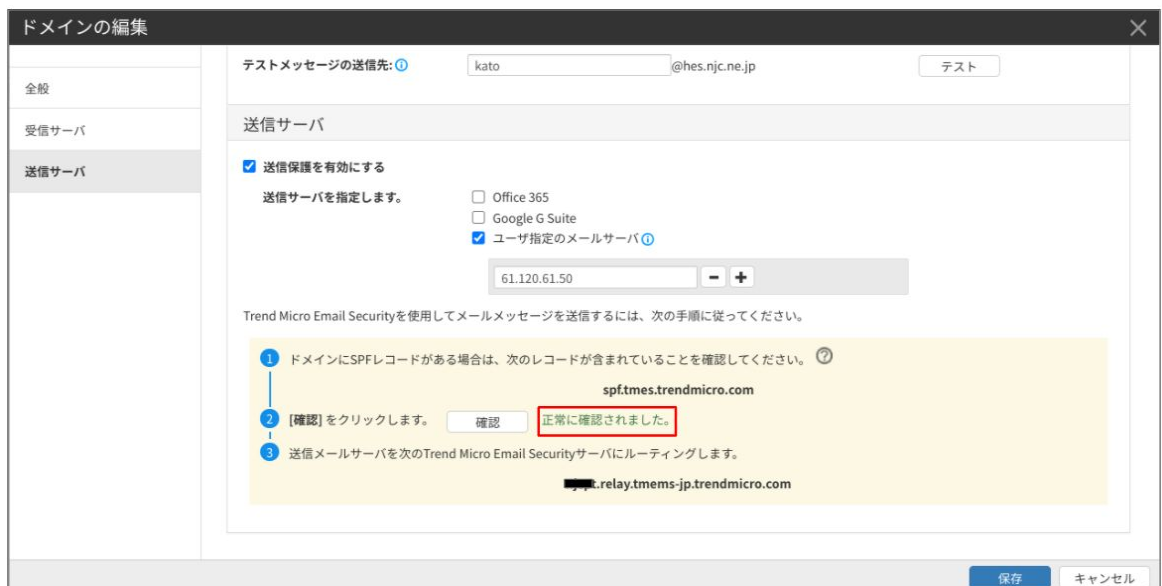 ドメインの編集
テストメッセージの送信先:
kato
@hes.njc.ne.jp
テスト
全般
受信サーバ
送信サーバ
送信サーバ
送信保護を有効にする
送信サーバを指定します。
Office 365
Google G Suite
ユーザ指定のメールサーバ
61.120.61.50
Trend Micro Email Securityを使用してメールメッセージを送信するには、次の手順に従ってください。
1 ドメインにSPFレコードがある場合は、次のレコードが含まれていることを確認してください。
spf.tmes.trendmicro.com
2 [確認] をクリックします。 確認 正常に確認されました。
3 送信メールサーバを次のTrend Micro Email Securityサーバにルーティングします。
t.relay.tmems-jp.trendmicro.com
保存
キャンセル